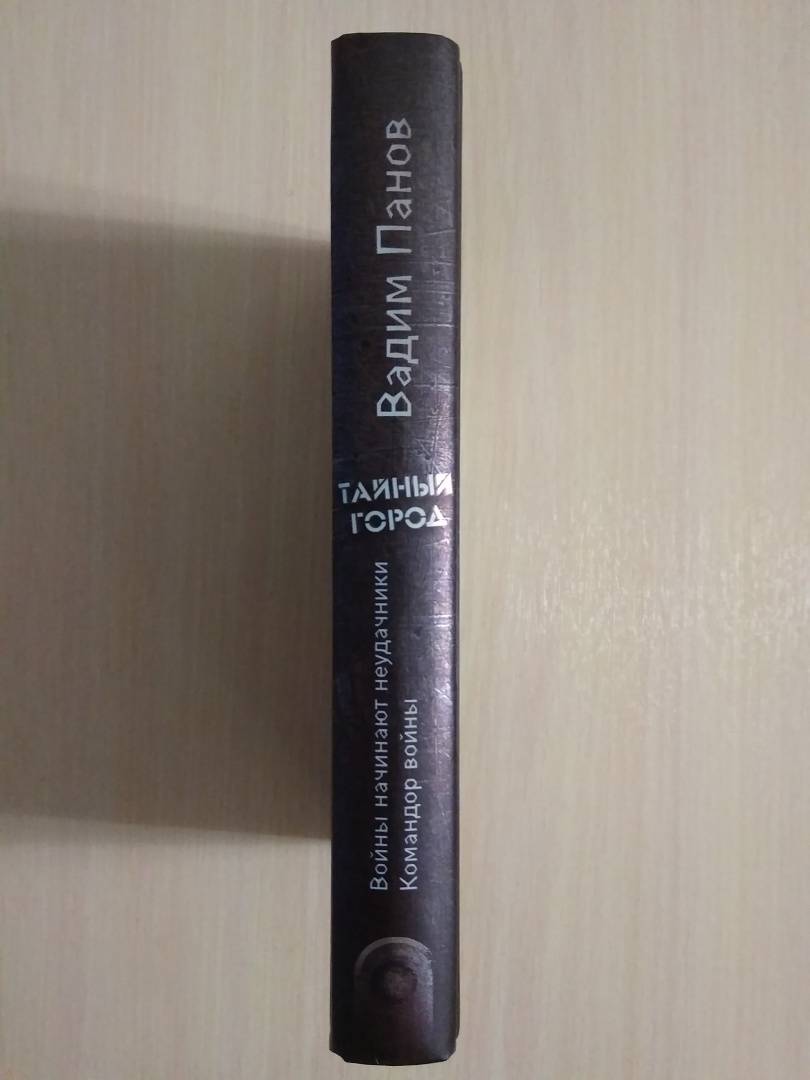 Вадим Панов
ТАЙНЫЙ
ГОРОД
Войны начинают неудачники
Командор войны